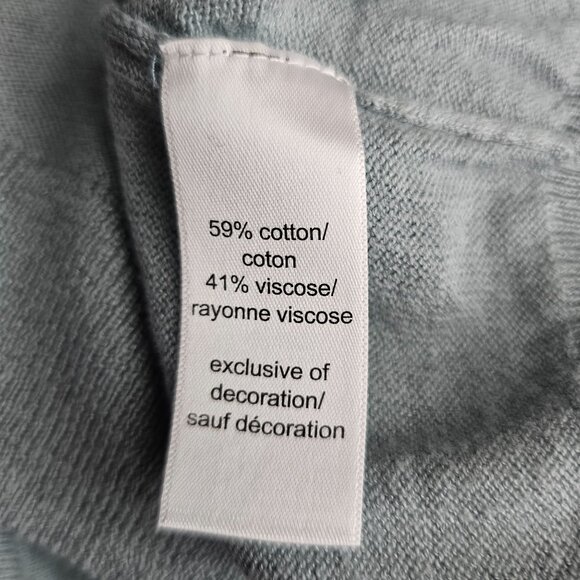 59% cotton/
coton
41% viscose/
rayonne viscose
exclusive of
decoration/
sauf décoration